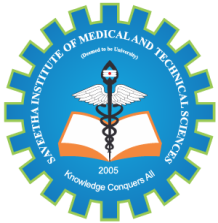 SAVEETHA INSTITUTE OF MEDICAL AND TECHNICAL SCIENCES
(Deemed to be University)
2005
Knowledge Conquers All